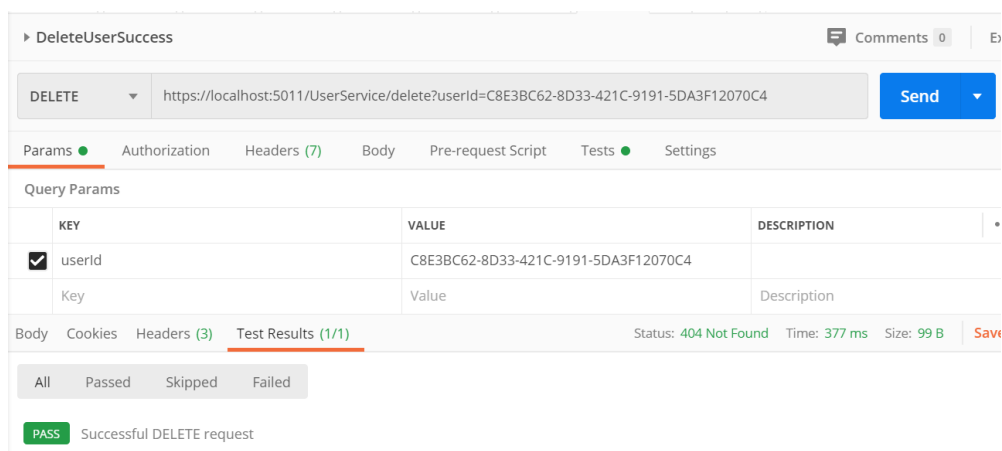 DeleteUserSuccess Comments 0 Ex
DELETE https://localhost:5011/UserService/delete?userId=C8E3BC62-8D33-421C-9191-5DA3F12070C4 Send
Params Authorization Headers (7) Body Pre-request Script Tests Settings
Query Params
KEY VALUE DESCRIPTION
userId C8E3BC62-8D33-421C-9191-5DA3F12070C4
Key Value Description
Body Cookies Headers (3) Test Results (1/1) Status: 404 Not Found Time: 377 ms Size: 99 B Save
All Passed Skipped Failed
PASS Successful DELETE request